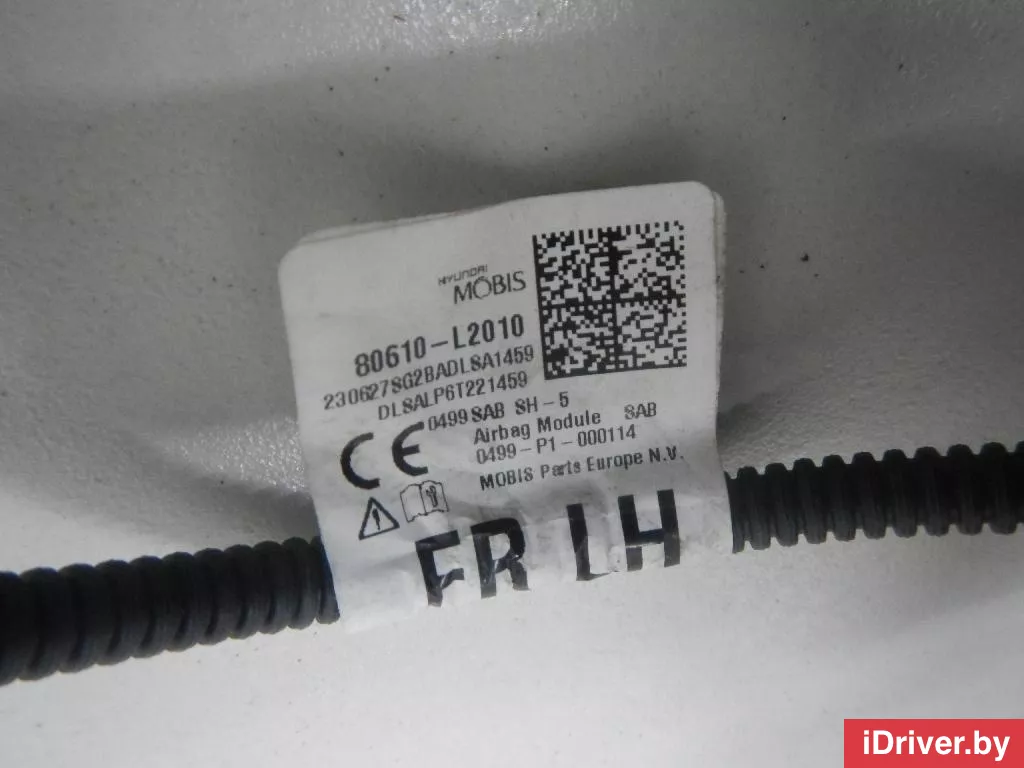 HYUNDAI
MOBIS
80610-L2010
230627SG2BADLSA1459
DLSALP6T221459
0499 SAB SH-5
CE
Airbag Module SAB
0499-P1-000114
MOBIS Parts Europe N.V.
FR LH
iDriver.by